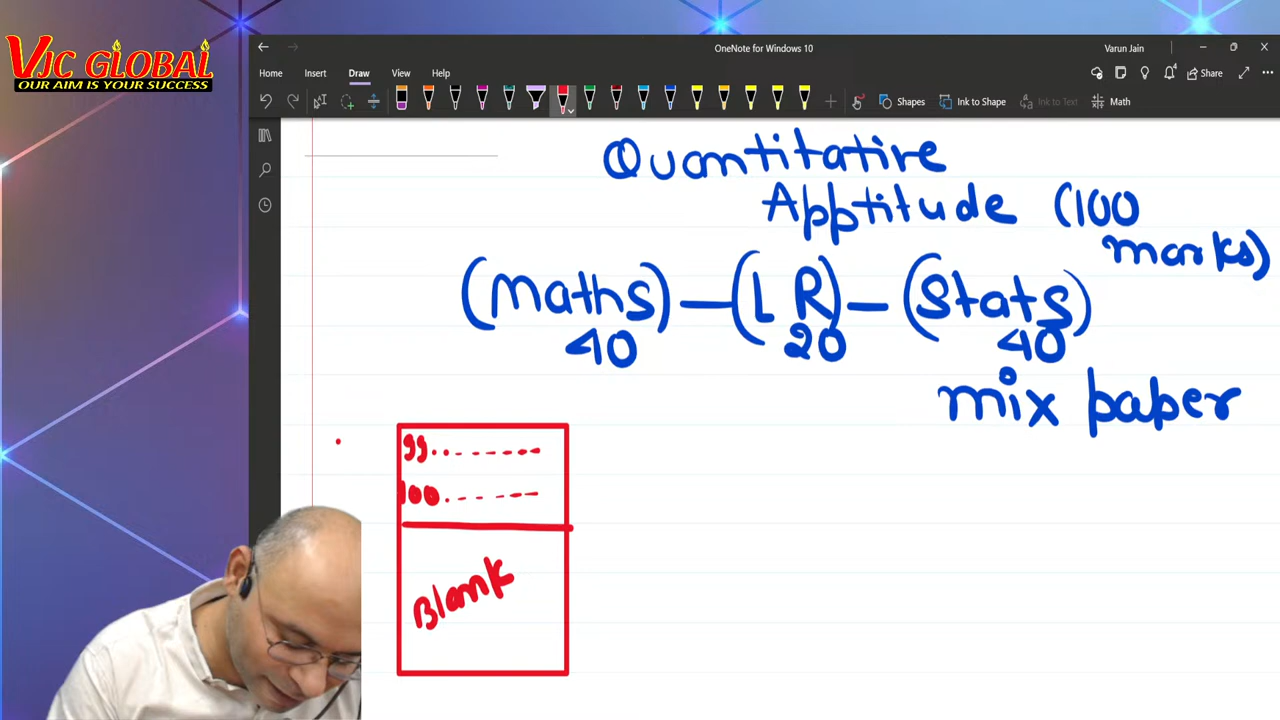 VJC GLOBAL
OUR AIM IS YOUR SUCCESS
OneNote for Windows 10
Varun Jain
Home Insert Draw View Help
Share
Shapes Ink to Shape Ink to Text Math
Quantitative
Apptitude (100
marks)
(Maths) — (LR) — (Stats)
40 20 40
mix paper
99..------
100.------
Blank